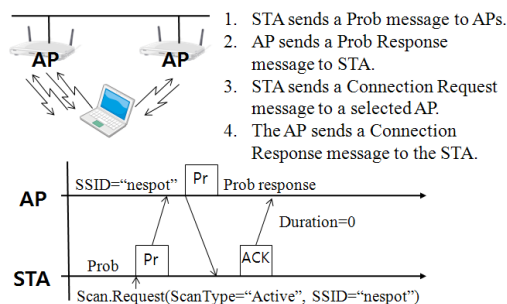 AP
AP
1. STA sends a Prob message to APs.
2. AP sends a Prob Response
message to STA.
3. STA sends a Connection Request
message to a selected AP.
4. The AP sends a Connection
Response message to the STA.
AP
SSID=“nespot”
Pr
Prob response
Duration=0
STA
Prob
Pr
ACK
Scan.Request(ScanType=“Active”, SSID=“nespot”)